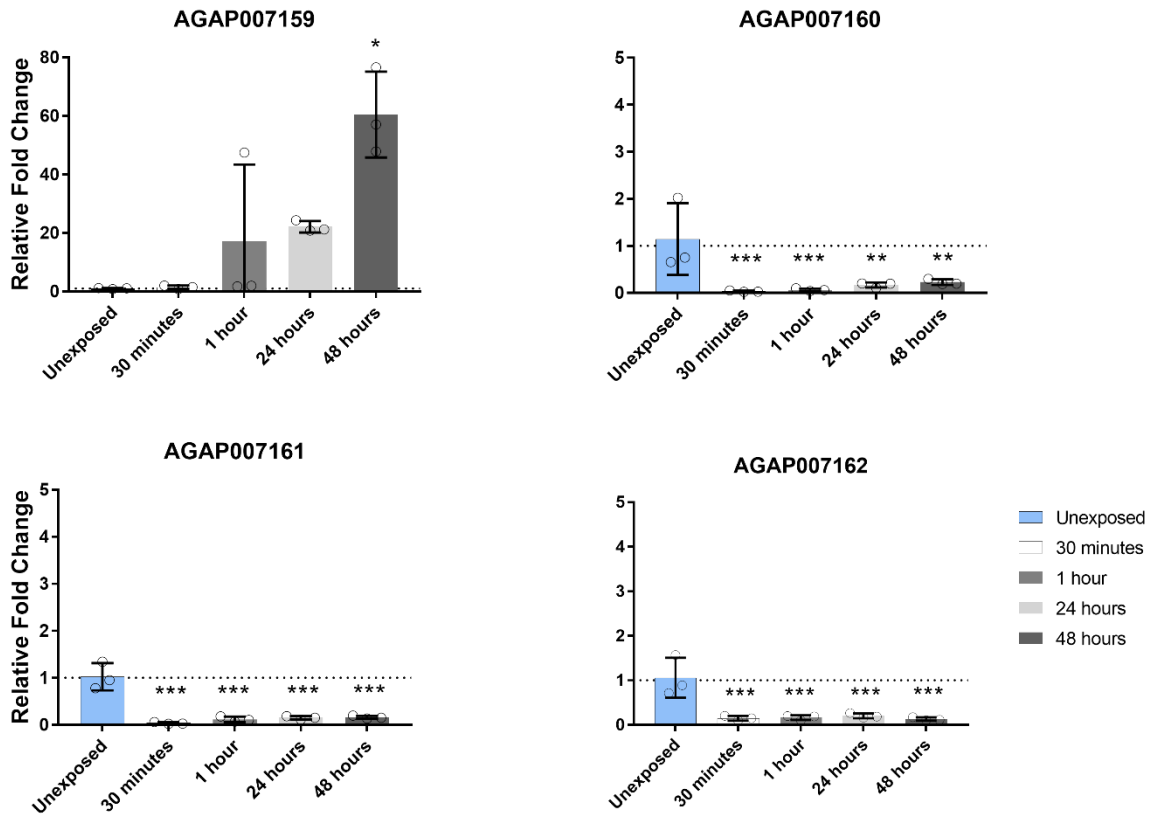 AGAP007159
Relative Fold Change
80
60
40
20
0
*
Unexposed
30 minutes
1 hour
24 hours
48 hours
AGAP007160
5
4
3
2
1
0
*** *** ** **
Unexposed
30 minutes
1 hour
24 hours
48 hours
AGAP007161
Relative Fold Change
5
4
3
2
1
0
*** *** *** ***
Unexposed
30 minutes
1 hour
24 hours
48 hours
AGAP007162
5
4
3
2
1
0
*** *** *** ***
Unexposed
30 minutes
1 hour
24 hours
48 hours
Unexposed
30 minutes
1 hour
24 hours
48 hours